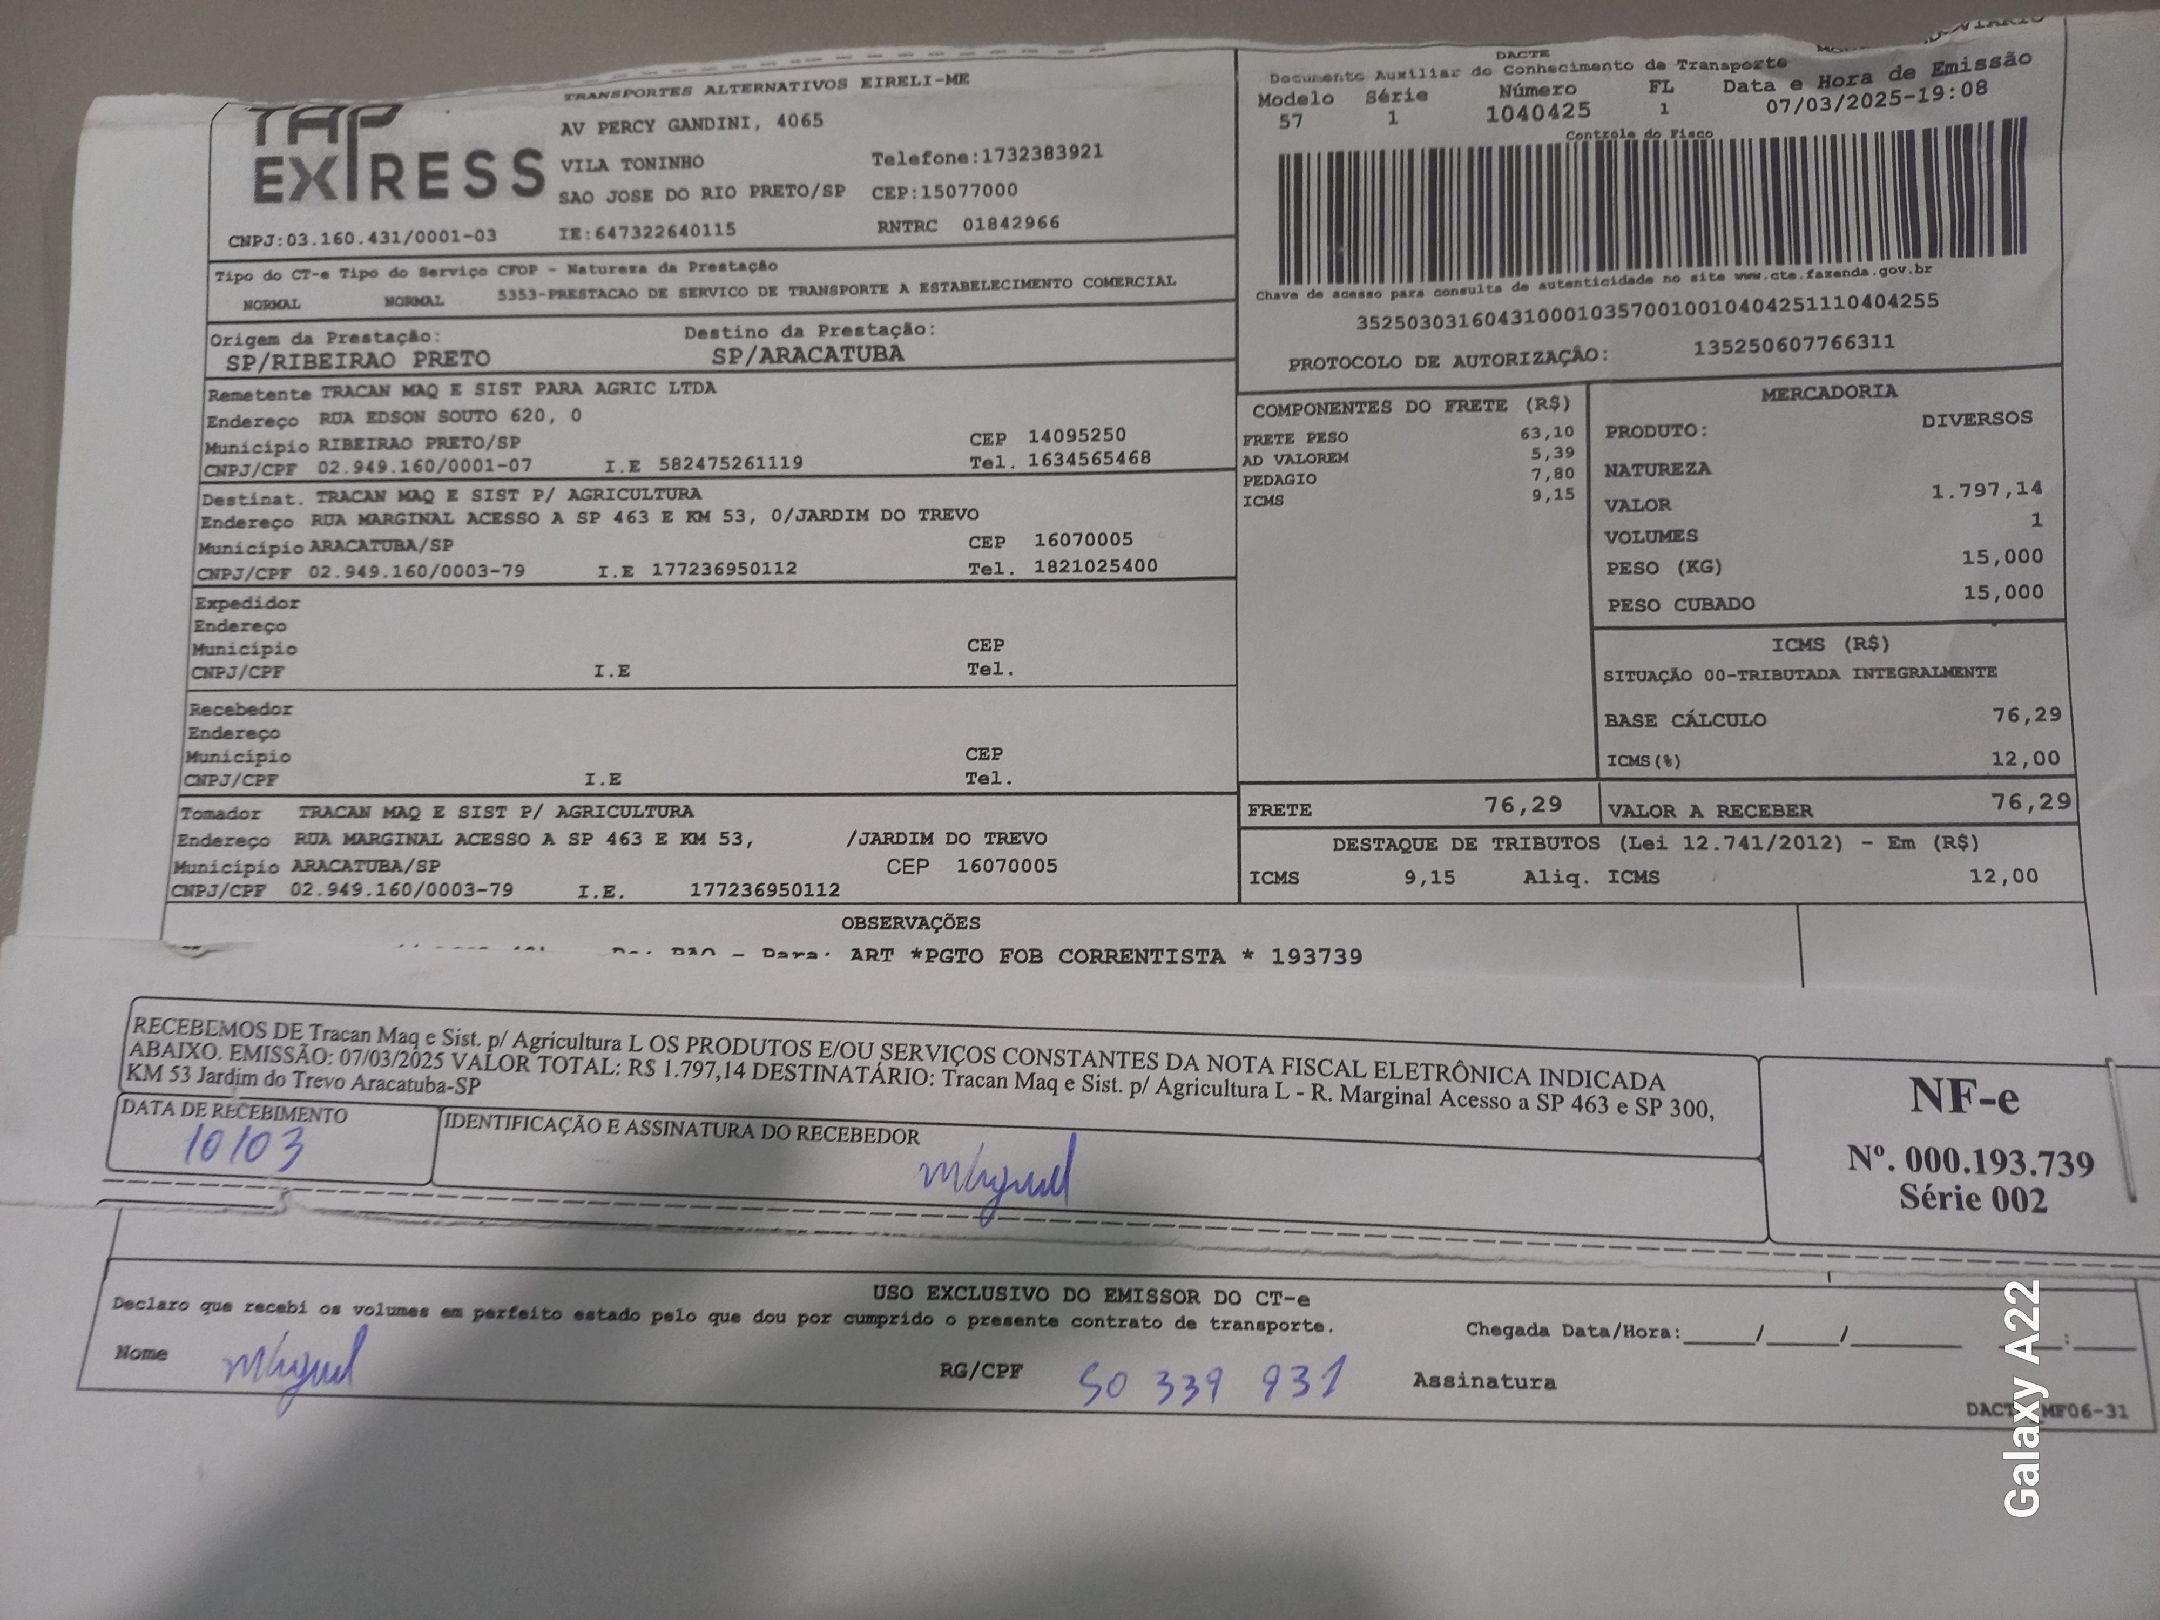 TAP
EXPRESS
TRANSPORTES ALTERNATIVOS EIRELI-ME
AV PERCY GANDINI, 4065
VILA TONINHO Telefone:1732383921
SAO JOSE DO RIO PRETO/SP CEP:15077000
CNPJ:03.160.431/0001-03 IE:647322640115 RNTRC 01842966
DACTE
Documento Auxiliar do Conhecimento de Transporte
Modelo Série Número FL Data e Hora de Emissão
57 1 1040425 1 07/03/2025-19:08
Controle do Fisco
Chave de acesso para consulta de autenticidade no site www.cte.fazenda.gov.br
35250303160431000103570010010404251110404255
PROTOCOLO DE AUTORIZAÇÃO: 135250607766311
Tipo do CT-e Tipo do Serviço CFOP - Natureza da Prestação
NORMAL NORMAL 5353-PRESTACAO DE SERVICO DE TRANSPORTE A ESTABELECIMENTO COMERCIAL
Origem da Prestação: Destino da Prestação:
SP/RIBEIRAO PRETO SP/ARACATUBA
Remetente TRACAN MAQ E SIST PARA AGRIC LTDA
Endereço RUA EDSON SOUTO 620, 0
Município RIBEIRAO PRETO/SP CEP 14095250
CNPJ/CPF 02.949.160/0001-07 I.E 582475261119 Tel. 1634565468
Destinat. TRACAN MAQ E SIST P/ AGRICULTURA
Endereço RUA MARGINAL ACESSO A SP 463 E KM 53, 0/JARDIM DO TREVO
Município ARACATUBA/SP CEP 16070005
CNPJ/CPF 02.949.160/0003-79 I.E 177236950112 Tel. 1821025400
Expedidor
Endereço
Município CEP
CNPJ/CPF I.E Tel.
Recebedor
Endereço
Município CEP
CNPJ/CPF I.E Tel.
Tomador TRACAN MAQ E SIST P/ AGRICULTURA
Endereço RUA MARGINAL ACESSO A SP 463 E KM 53, /JARDIM DO TREVO
Município ARACATUBA/SP CEP 16070005
CNPJ/CPF 02.949.160/0003-79 I.E. 177236950112
COMPONENTES DO FRETE (R$)
FRETE PESO 63,10
AD VALOREM 5,39
PEDAGIO 7,80
ICMS 9,15
MERCADORIA
PRODUTO: DIVERSOS
NATUREZA
VALOR 1.797,14
VOLUMES 1
PESO (KG) 15,000
PESO CUBADO 15,000
ICMS (R$)
SITUAÇÃO 00-TRIBUTADA INTEGRALMENTE
BASE CÁLCULO 76,29
ICMS(%) 12,00
FRETE 76,29 VALOR A RECEBER 76,29
DESTAQUE DE TRIBUTOS (Lei 12.741/2012) - Em (R$)
ICMS 9,15 Aliq. ICMS 12,00
OBSERVAÇÕES
- Para: ART *PGTO FOB CORRENTISTA * 193739
RECEBEMOS DE Tracan Maq e Sist. p/ Agricultura L OS PRODUTOS E/OU SERVIÇOS CONSTANTES DA NOTA FISCAL ELETRÔNICA INDICADA
ABAIXO. EMISSÃO: 07/03/2025 VALOR TOTAL: R$ 1.797,14 DESTINATÁRIO: Tracan Maq e Sist. p/ Agricultura L - R. Marginal Acesso a SP 463 e SP 300,
KM 53 Jardim do Trevo Aracatuba-SP
DATA DE RECEBIMENTO IDENTIFICAÇÃO E ASSINATURA DO RECEBEDOR
10/03 Miguel
NF-e
Nº. 000.193.739
Série 002
USO EXCLUSIVO DO EMISSOR DO CT-e
Declaro que recebi os volumes em perfeito estado pelo que dou por cumprido o presente contrato de transporte.
Chegada Data/Hora:____/____/______ ____:____
Nome Miguel RG/CPF 50 339 931 Assinatura
MF06-31
Galaxy A22